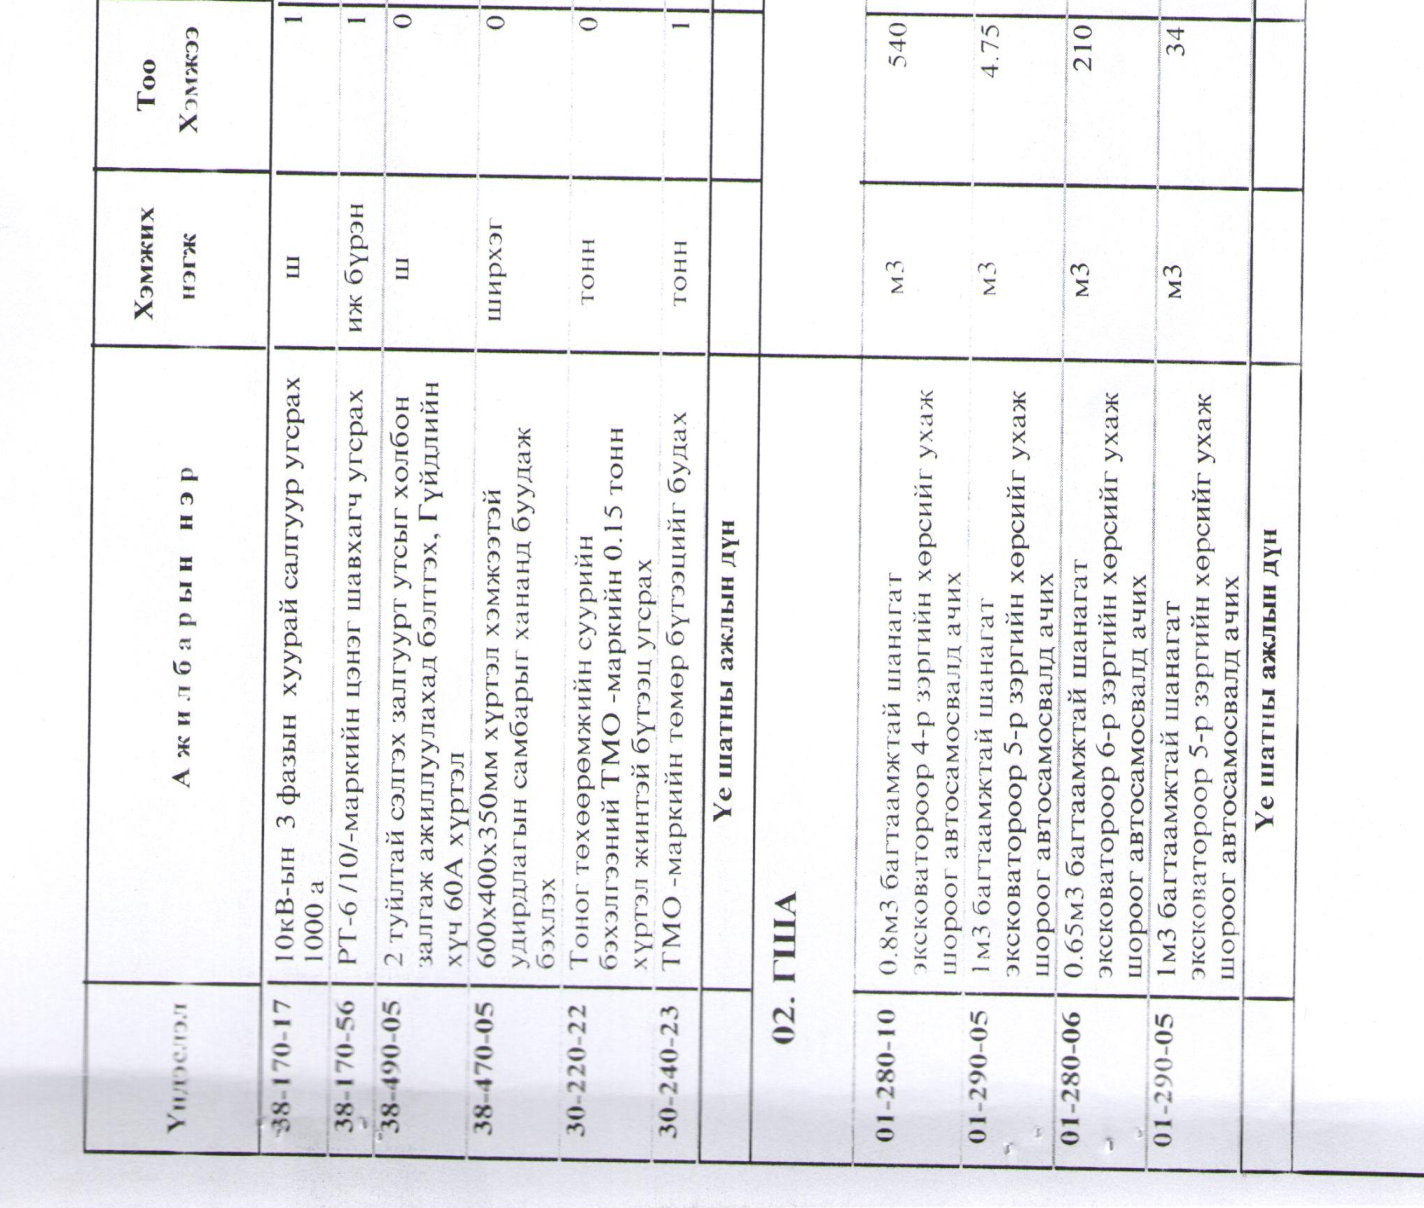 Үндэслэл Ажилбарын нэр Хэмжих нэгж Тоо Хэмжээ
38-170-17 10кВ-ын 3 фазын хуурай салгуур угсрах ш 1
1000 а
38-170-56 РТ-6 /10/-маркийн цэнэг шавхагч угсрах иж бүрэн 1
38-490-05 2 туйлтай сэлгэх залгуурт утсыг холбон ш 0
залгаж ажиллуулахад бэлтгэх, Гүйдлийн
хүч 60А хүртэл
38-470-05 600х400х350мм хүртэл хэмжээтэй ширхэг 0
удирдлагын самбарыг хананд буудаж
бэхлэх
30-220-22 Тоног төхөөрөмжийн суурийн тонн 0
бэхэлгээний ТМО -маркийн 0.15 тонн
хүртэл жинтэй бүтээц угсрах
30-240-23 ТМО -маркийн төмөр бүтээцийг будах тонн 1
Үе шатны ажлын дүн
02. ГША
01-280-10 0.8м3 багтаамжтай шанагат м3 540
экскаватороор 4-р зэргийн хөрсийг ухаж
шороог автосамосвалд ачих
01-290-05 1м3 багтаамжтай шанагат м3 4.75
экскаватороор 5-р зэргийн хөрсийг ухаж
шороог автосамосвалд ачих
01-280-06 0.65м3 багтаамжтай шанагат м3 210
экскаватороор 6-р зэргийн хөрсийг ухаж
шороог автосамосвалд ачих
01-290-05 1м3 багтаамжтай шанагат м3 34
экскаватороор 5-р зэргийн хөрсийг ухаж
шороог автосамосвалд ачих
Үе шатны ажлын дүн